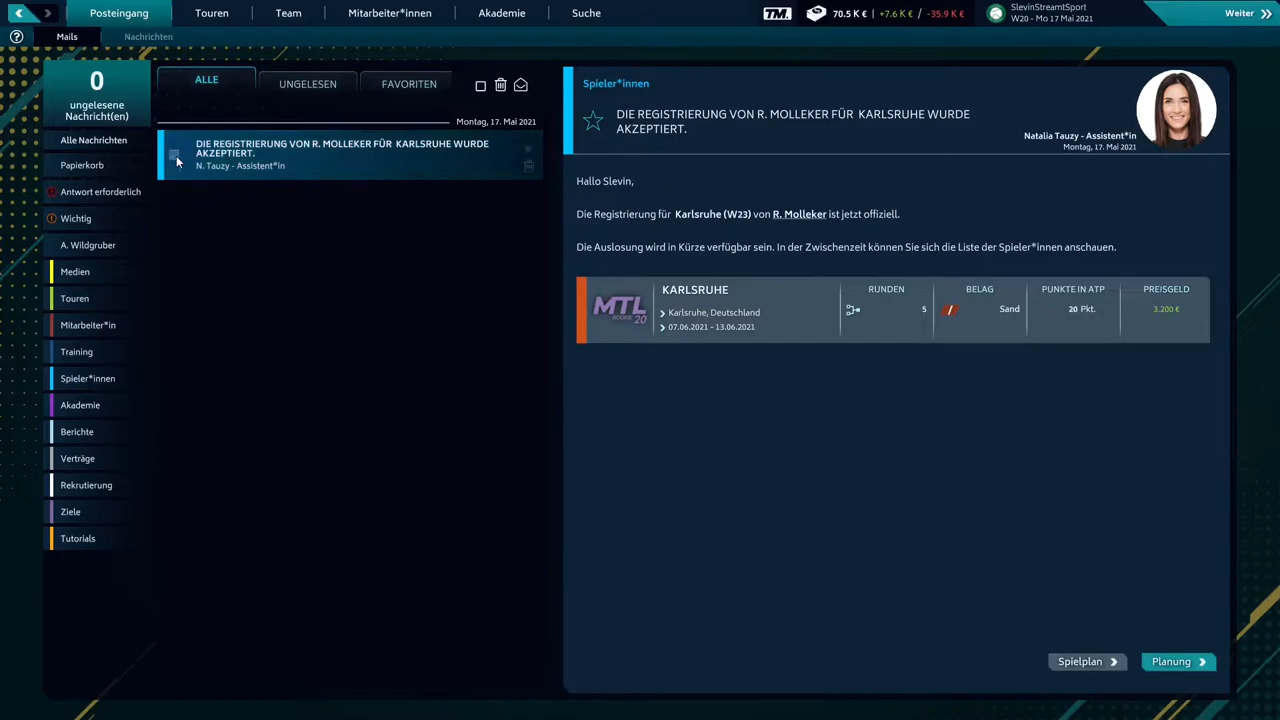 Posteingang
Touren
Team
Mitarbeiter*innen
Akademie
Suche
TM.
70.5 K €
+7.6 K €
-35.9 K €
SlevinStreamSport
W20 - Mo 17 Mai 2021
Weiter
Mails
Nachrichten
0
ungelesene
Nachricht(en)
Alle Nachrichten
Papierkorb
Antwort erforderlich
Wichtig
A. Wildgruber
Medien
Touren
Mitarbeiter*in
Training
Spieler*innen
Akademie
Berichte
Verträge
Rekrutierung
Ziele
Tutorials
ALLE
UNGELESEN
FAVORITEN
Montag, 17. Mai 2021
DIE REGISTRIERUNG VON R. MOLLEKER FÜR KARLSRUHE WURDE
AKZEPTIERT.
N. Tauzy - Assistent*in
Spieler*innen
DIE REGISTRIERUNG VON R. MOLLEKER FÜR KARLSRUHE WURDE
AKZEPTIERT.
Natalia Tauzy - Assistent*in
Montag, 17. Mai 2021
Hallo Slevin,
Die Registrierung für Karlsruhe (W23) von R. Molleker ist jetzt offiziell.
Die Auslosung wird in Kürze verfügbar sein. In der Zwischenzeit können Sie sich die Liste der Spieler*innen anschauen.
MTL
ROOKIE 20
KARLSRUHE
Karlsruhe, Deutschland
07.06.2021 - 13.06.2021
RUNDEN
5
BELAG
Sand
PUNKTE IN ATP
20 Pkt.
PREISGELD
3.200 €
Spielplan
Planung